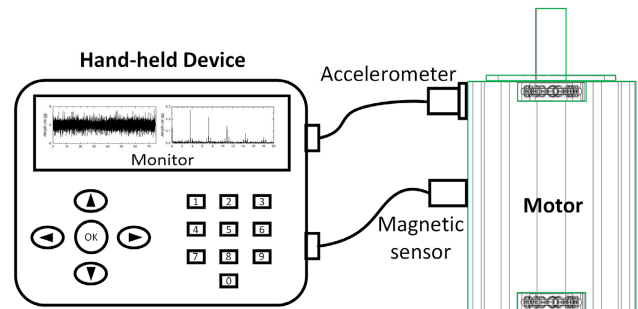 Hand-held Device
Accelerometer
Monitor
Motor
Magnetic
sensor
OK
1 2 3
4 5 6
7 8 9
0